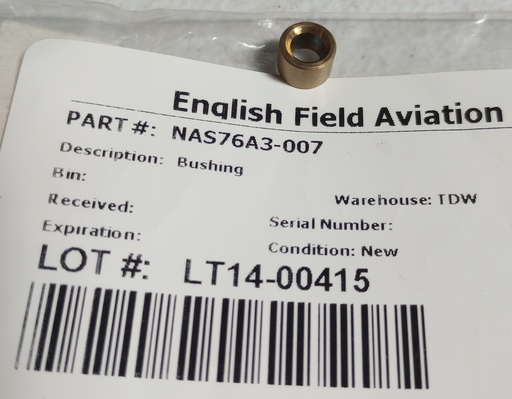 English Field Aviation
PART #: NAS76A3-007
Description: Bushing
Bin:
Warehouse: TDW
Received:
Serial Number:
Expiration:
Condition: New
LOT #: LT14-00415